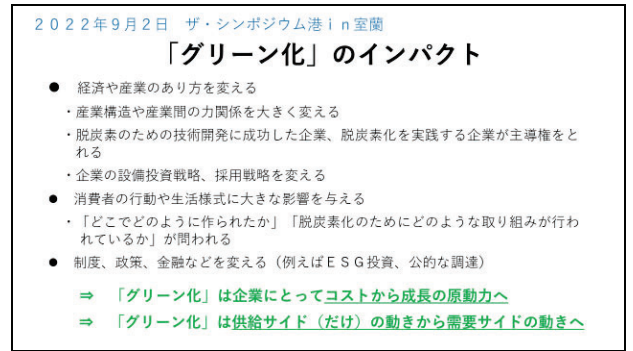 2022年9月2日　ザ・シンポジウム港in室蘭
「グリーン化」のインパクト
●　経済や産業のあり方を変える
・産業構造や産業間の力関係を大きく変える
・脱炭素のための技術開発に成功した企業、脱炭素化を実践する企業が主導権をと
れる
・企業の設備投資戦略、採用戦略を変える
●　消費者の行動や生活様式に大きな影響を与える
・「どこでどのように作られたか」「脱炭素化のためにどのような取り組みが行わ
れているか」が問われる
●　制度、政策、金融などを変える（例えばＥＳＧ投資、公的な調達）
⇒　「グリーン化」は企業にとってコストから成長の原動力へ
⇒　「グリーン化」は供給サイド（だけ）の動きから需要サイドの動きへ